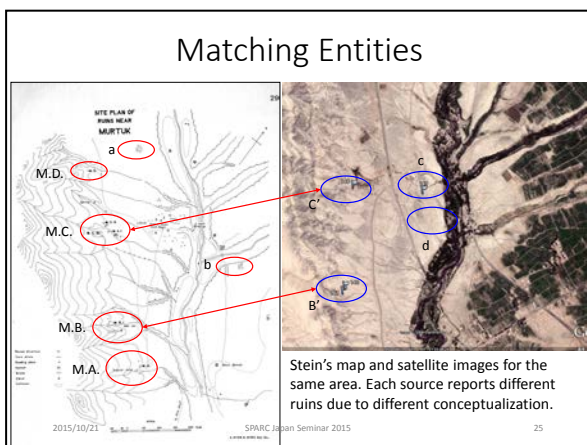 Matching Entities
SITE PLAN OF
RUINS NEAR
MURTUK
a
M.D.
M.C.
b
M.B.
M.A.
c
C'
d
B'
Stein's map and satellite images for the
same area. Each source reports different
ruins due to different conceptualization.
2015/10/21
SPARC Japan Seminar 2015
25